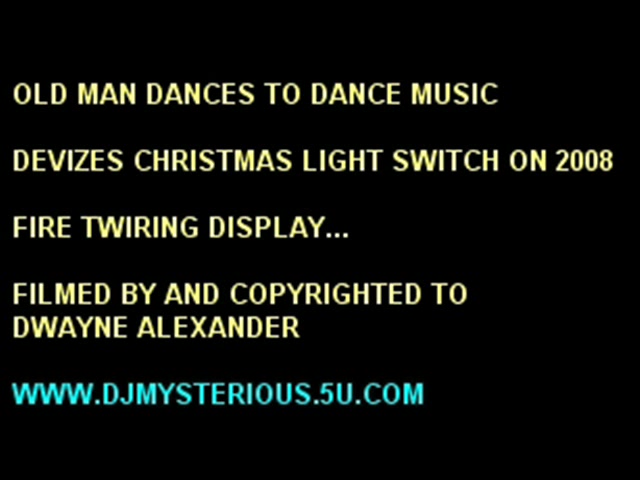 OLD MAN DANCES TO DANCE MUSIC
DEVIZES CHRISTMAS LIGHT SWITCH ON 2008
FIRE TWIRING DISPLAY...
FILMED BY AND COPYRIGHTED TO
DWAYNE ALEXANDER
WWW.DJMYSTERIOUS.5U.COM